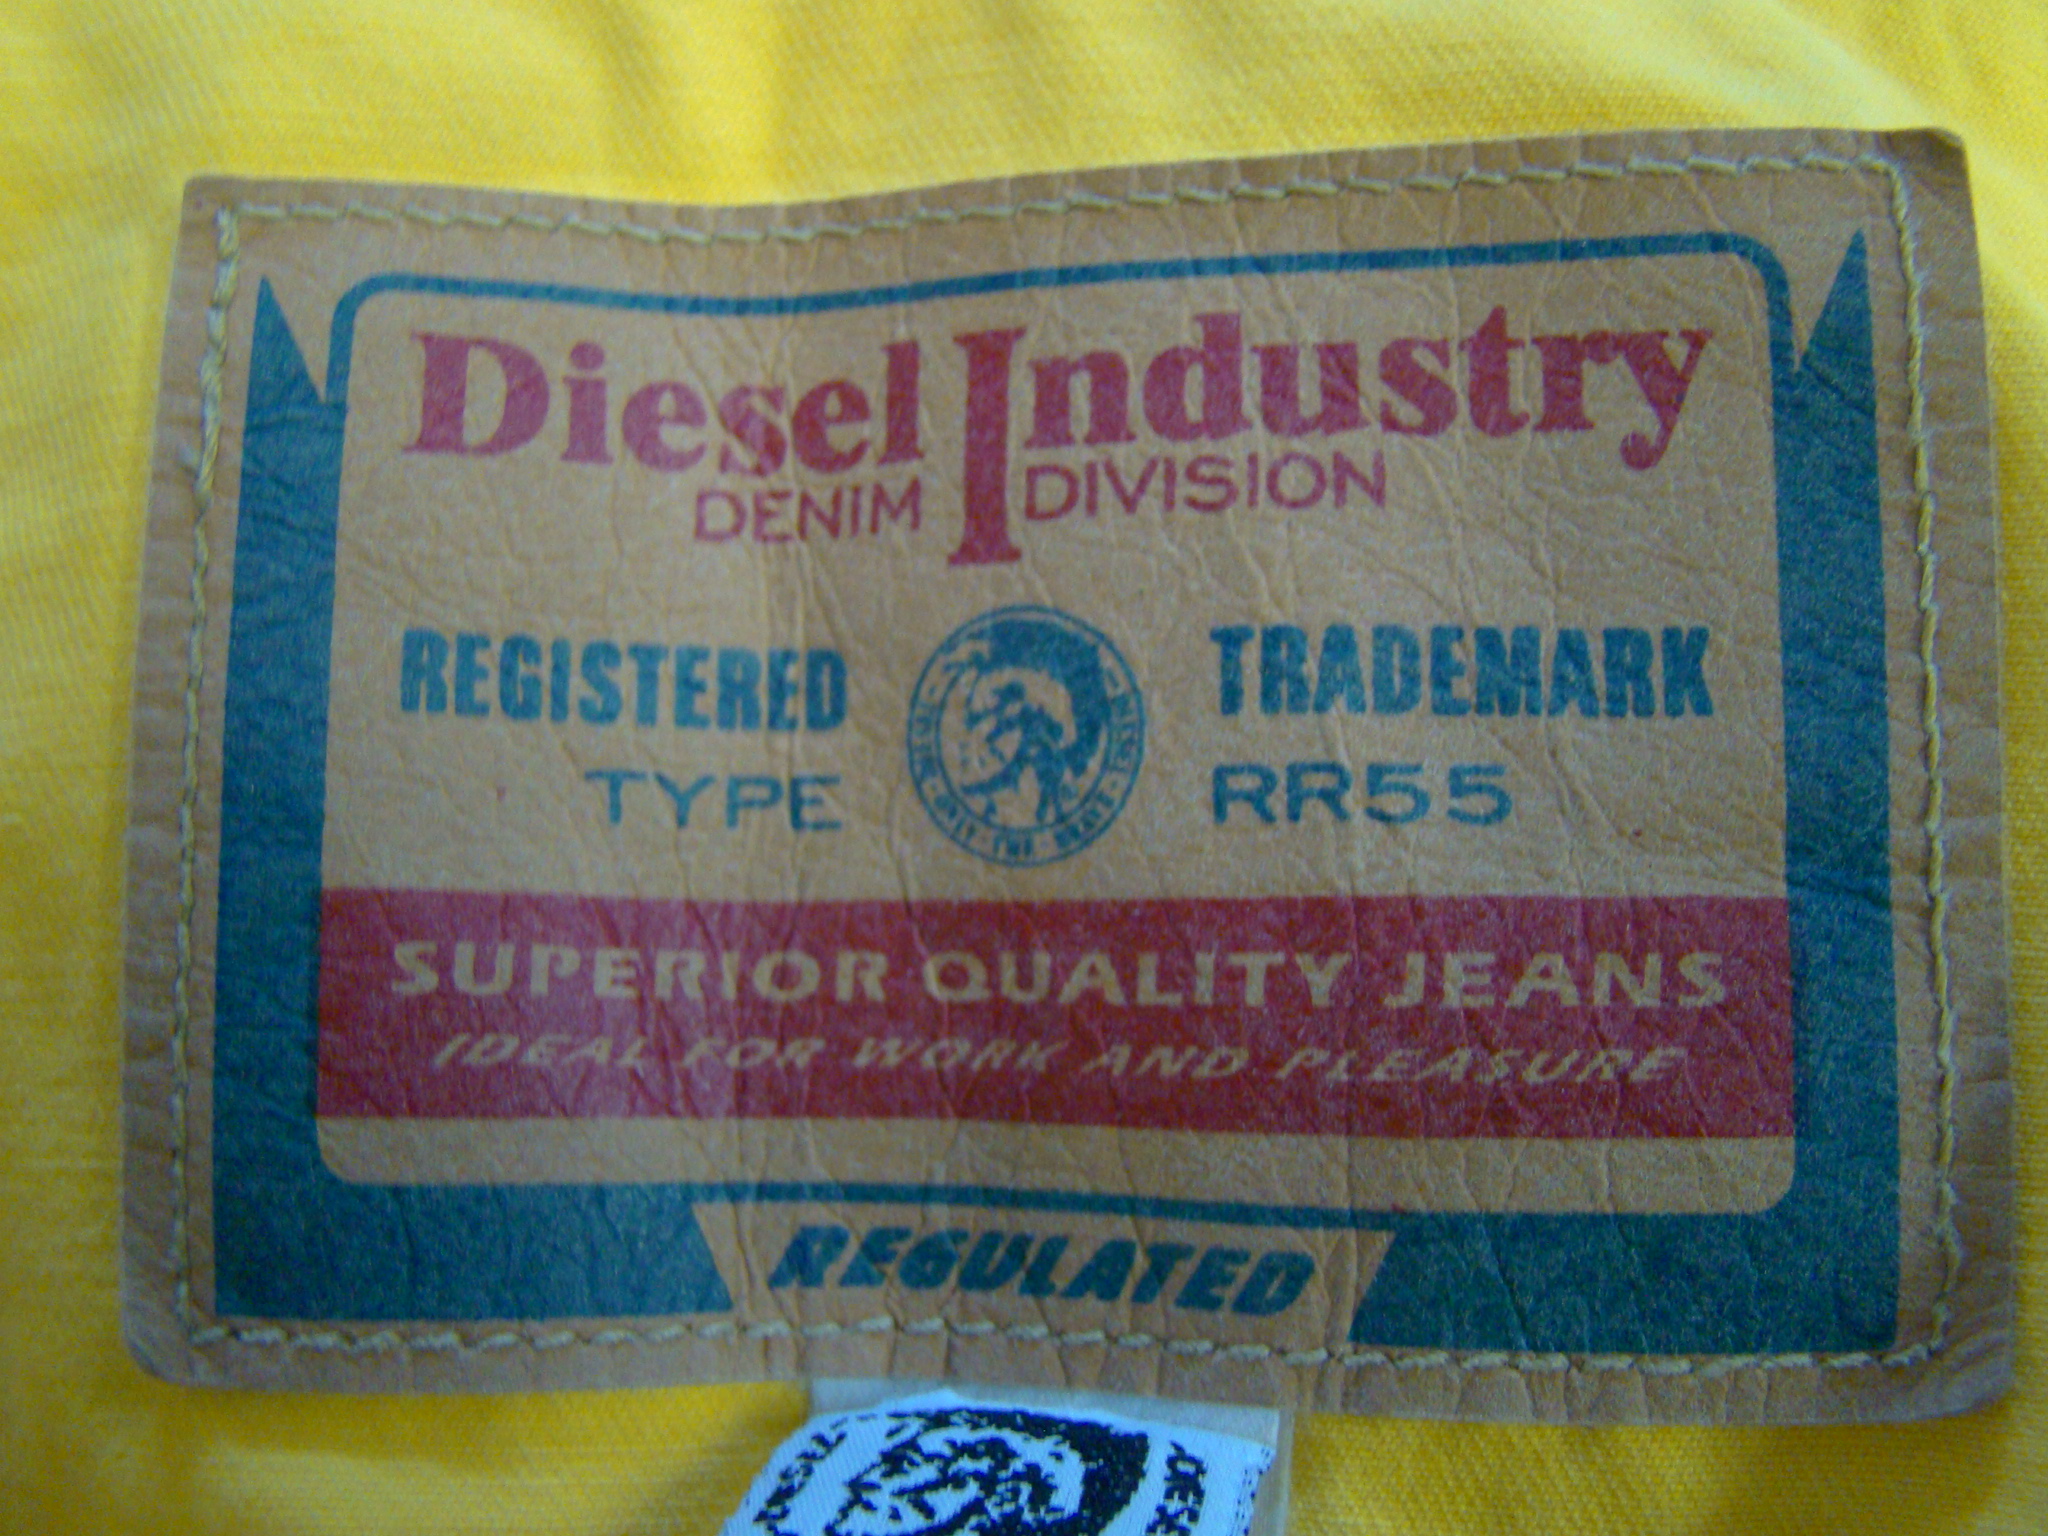 Diesel Industry
DENIM DIVISION
REGISTERED TRADEMARK
TYPE RR55
SUPERIOR QUALITY JEANS
IDEAL FOR WORK AND PLEASURE
REGULATED